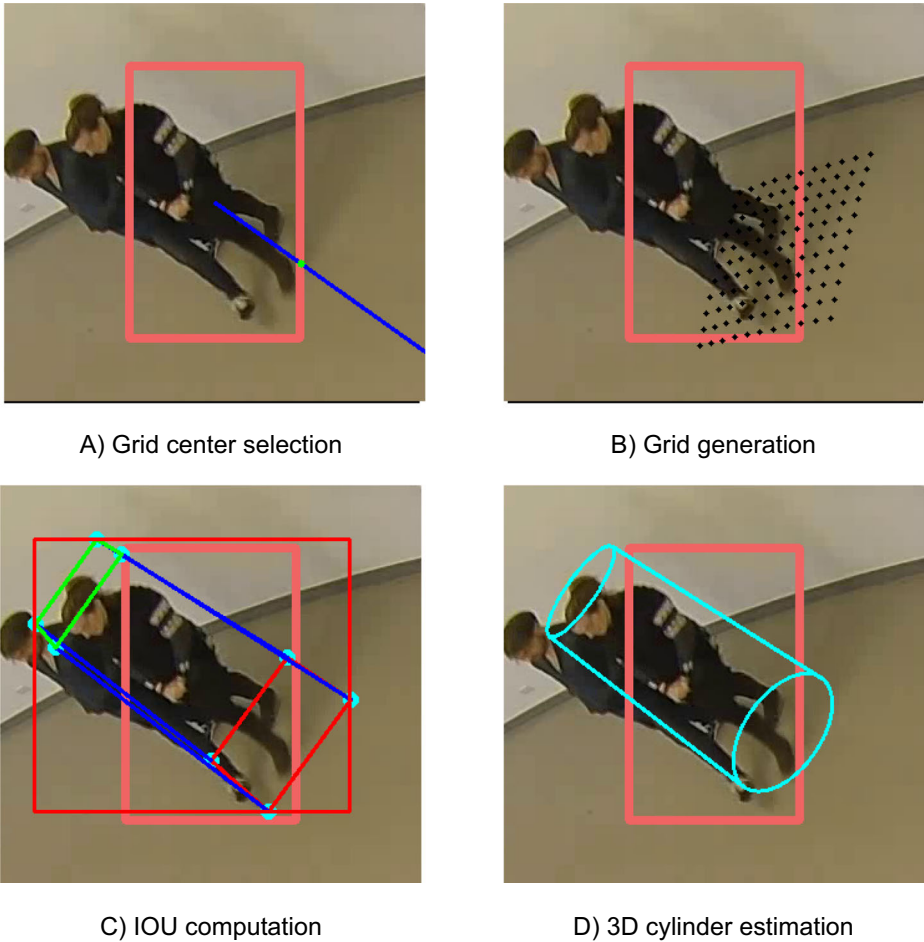 A) Grid center selection
B) Grid generation
C) IOU computation
D) 3D cylinder estimation